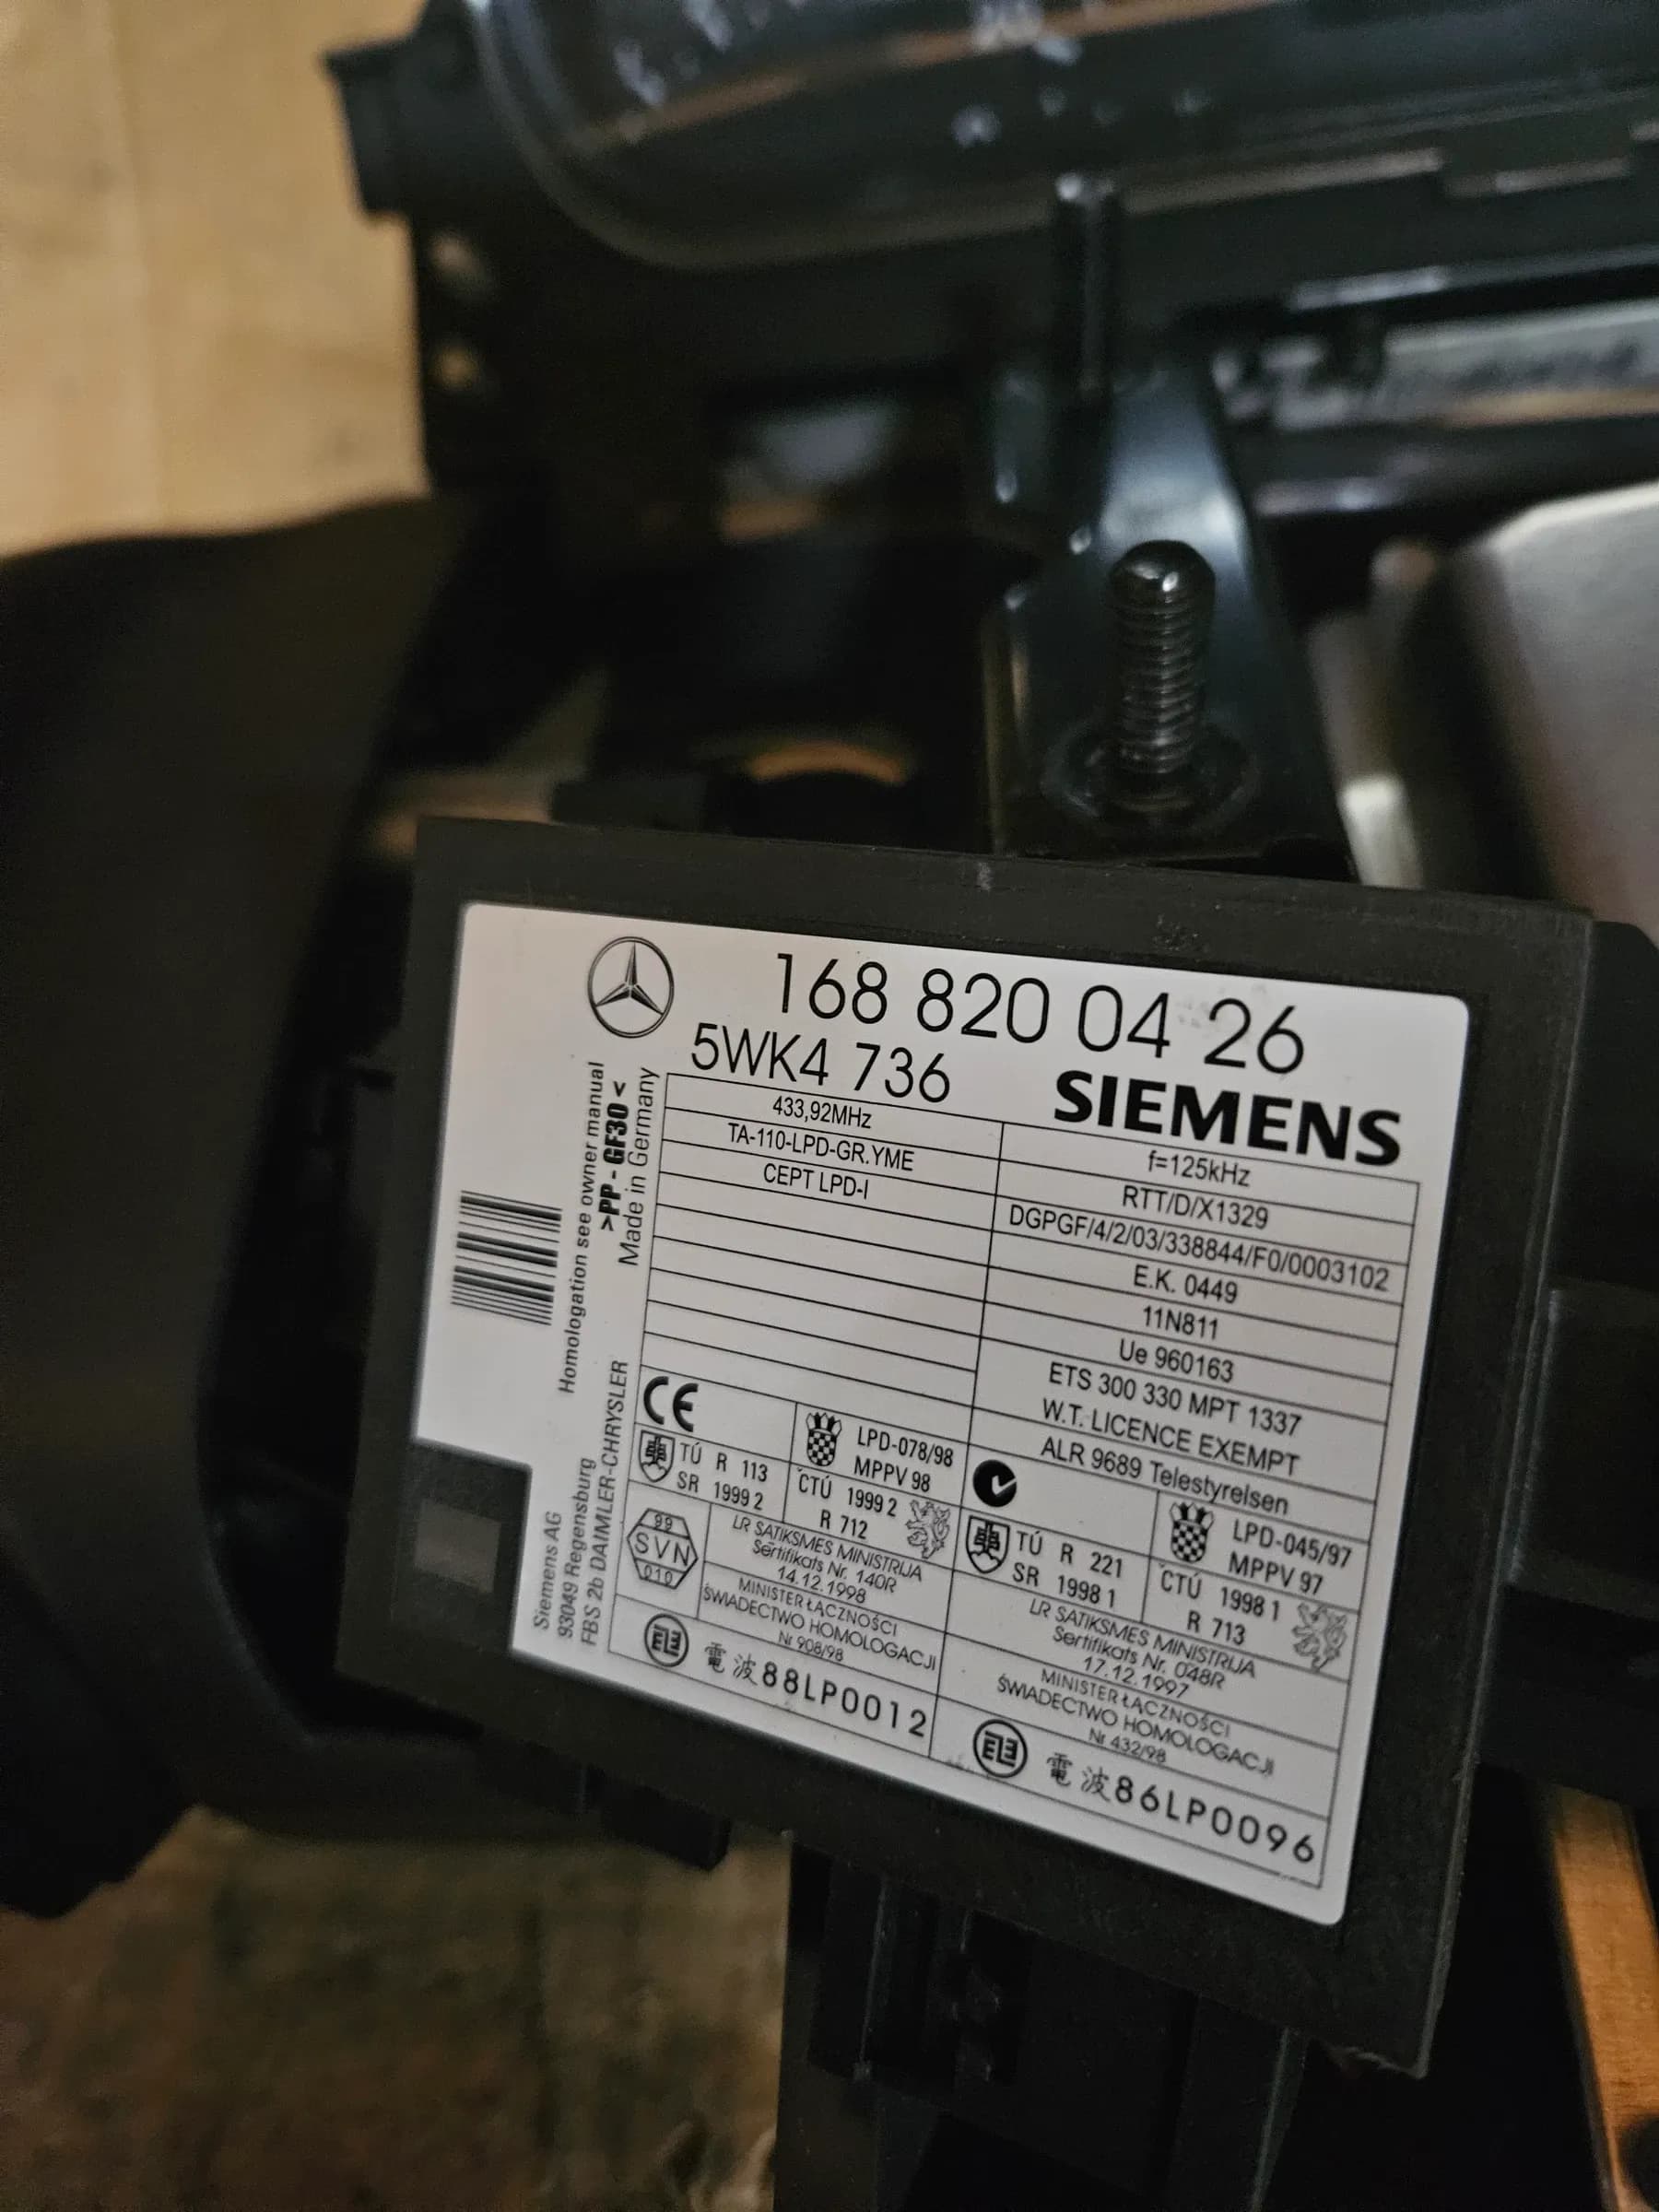 168 820 04 26
5WK4 736
SIEMENS
433,92MHz
TA-110-LPD-GR.YME
CEPT LPD-I
f=125kHz
RTT/D/X1329
DGPGF/4/2/03/338844/F0/0003102
E.K. 0449
11N811
Ue 960163
ETS 300 330 MPT 1337
W.T. LICENCE EXEMPT
ALR 9689 Telestyrelsen
CE
LPD-078/98
MPPV 98
TÚ R 113
SR 1999 2
ČTÚ 1999 2
R 712
99
SVN
010
LR SATIKSMES MINISTRIJA
Sertifikats Nr. 140R
14.12.1998
MINISTER ŁĄCZNOŚCI
ŚWIADECTWO HOMOLOGACJI
Nr 908/98
電波88LP0012
LPD-045/97
MPPV 97
TÚ R 221
SR 1998 1
ČTÚ 1998 1
R 713
LR SATIKSMES MINISTRIJA
Sertifikats Nr. 048R
17.12.1997
MINISTER ŁĄCZNOŚCI
ŚWIADECTWO HOMOLOGACJI
Nr 432/98
電波86LP0096
Homologation see owner manual
>PP - GF30<
Made in Germany
Siemens AG
93049 Regensburg
FBS 2b DAIMLER-CHRYSLER